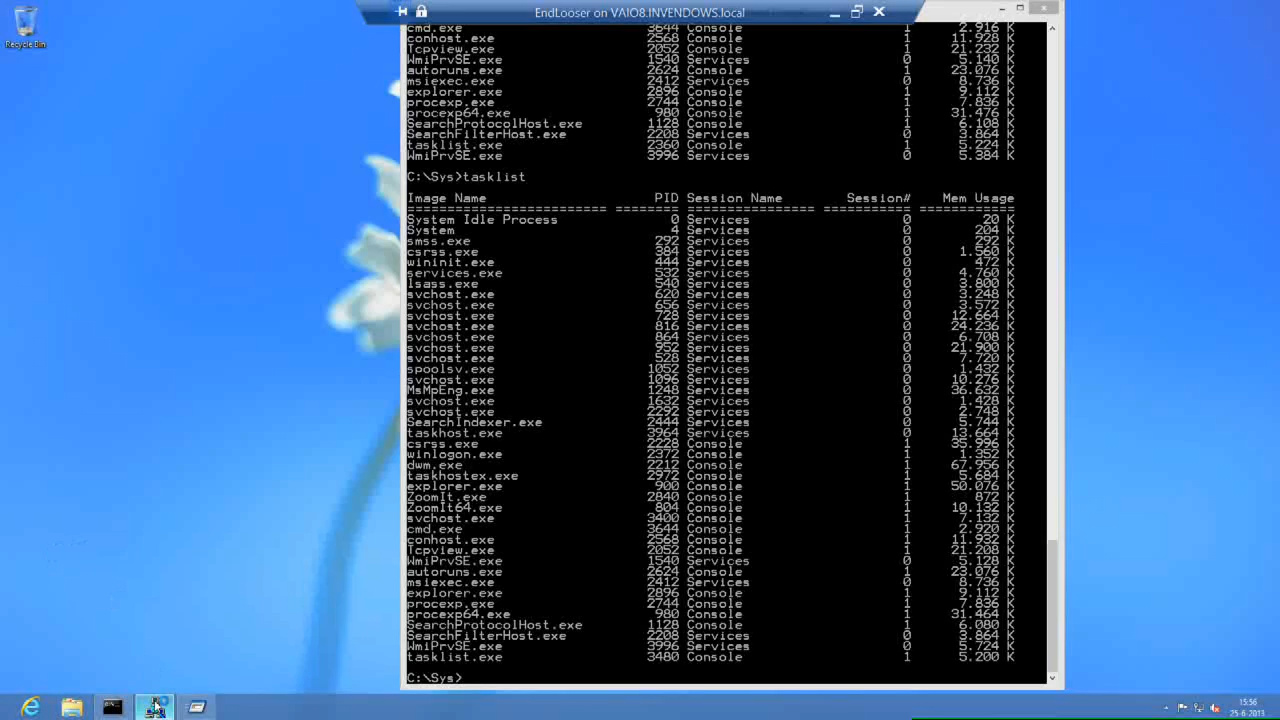 EndLooser on VAIO8.INVENDOWS.local
Recycle Bin
cmd.exe 3644 Console 1 2.916 K
conhost.exe 2568 Console 1 11.928 K
Tcpview.exe 2052 Console 1 21.232 K
WmiPrvSE.exe 1540 Services 0 5.140 K
autoruns.exe 2624 Console 1 23.076 K
msiexec.exe 2412 Services 0 8.736 K
explorer.exe 2896 Console 1 9.112 K
procexp.exe 2744 Console 1 7.836 K
procexp64.exe 980 Console 1 31.476 K
SearchProtocolHost.exe 1128 Console 1 6.108 K
SearchFilterHost.exe 2208 Services 0 3.864 K
tasklist.exe 2360 Console 1 5.224 K
WmiPrvSE.exe 3996 Services 0 5.384 K
C:\Sys>tasklist
Image Name PID Session Name Session# Mem Usage
========================= ======== ================ =========== ============
System Idle Process 0 Services 0 20 K
System 4 Services 0 204 K
smss.exe 292 Services 0 292 K
csrss.exe 384 Services 0 1.560 K
wininit.exe 444 Services 0 472 K
services.exe 532 Services 0 4.760 K
lsass.exe 540 Services 0 3.800 K
svchost.exe 620 Services 0 3.248 K
svchost.exe 656 Services 0 3.572 K
svchost.exe 728 Services 0 12.664 K
svchost.exe 816 Services 0 24.236 K
svchost.exe 864 Services 0 6.708 K
svchost.exe 952 Services 0 21.900 K
svchost.exe 528 Services 0 7.720 K
spoolsv.exe 1052 Services 0 1.432 K
svchost.exe 1096 Services 0 10.276 K
MsMpEng.exe 1248 Services 0 36.632 K
svchost.exe 1632 Services 0 1.428 K
svchost.exe 2292 Services 0 2.748 K
SearchIndexer.exe 2444 Services 0 5.744 K
taskhost.exe 3964 Services 0 13.664 K
csrss.exe 2228 Console 1 35.996 K
winlogon.exe 2372 Console 1 1.352 K
dwm.exe 2212 Console 1 67.956 K
taskhostex.exe 2972 Console 1 5.684 K
explorer.exe 900 Console 1 50.076 K
ZoomIt.exe 2840 Console 1 872 K
ZoomIt64.exe 804 Console 1 10.132 K
svchost.exe 3400 Console 1 7.132 K
cmd.exe 3644 Console 1 2.920 K
conhost.exe 2568 Console 1 11.932 K
Tcpview.exe 2052 Console 1 21.208 K
WmiPrvSE.exe 1540 Services 0 5.128 K
autoruns.exe 2624 Console 1 23.076 K
msiexec.exe 2412 Services 0 8.736 K
explorer.exe 2896 Console 1 9.112 K
procexp.exe 2744 Console 1 7.836 K
procexp64.exe 980 Console 1 31.464 K
SearchProtocolHost.exe 1128 Console 1 6.080 K
SearchFilterHost.exe 2208 Services 0 3.864 K
WmiPrvSE.exe 3996 Services 0 5.724 K
tasklist.exe 3480 Console 1 5.200 K
C:\Sys>
15:56
25-6-2013